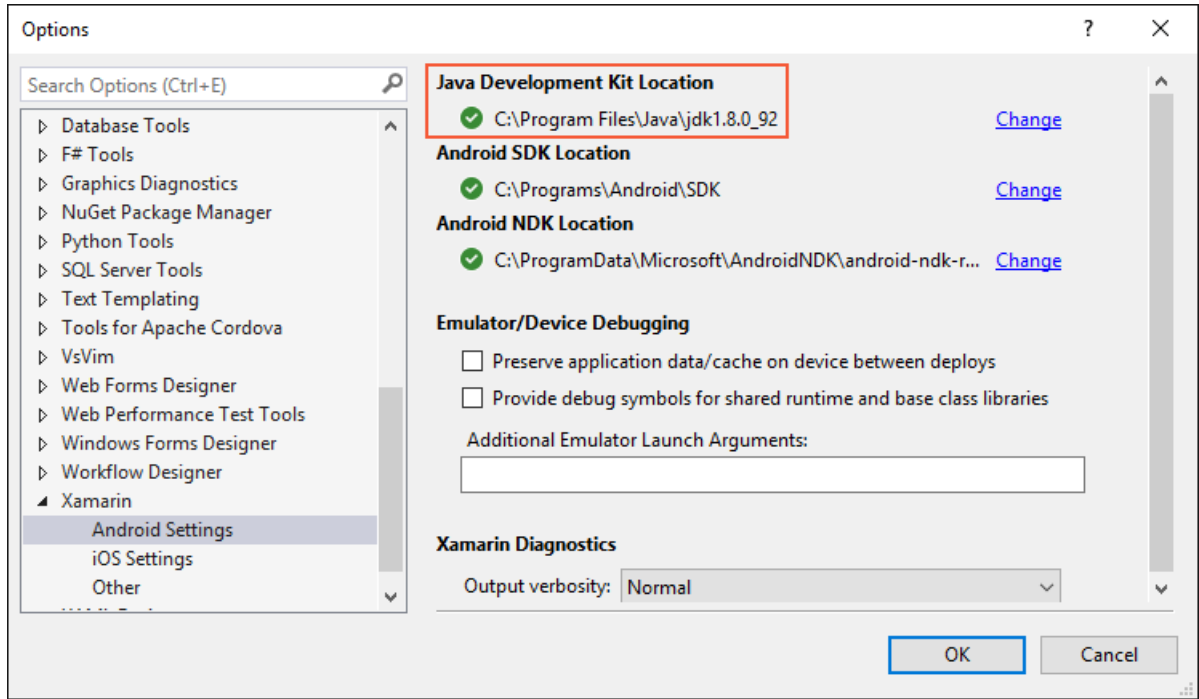 Options
?
Search Options (Ctrl+E)
Database Tools
F# Tools
Graphics Diagnostics
NuGet Package Manager
Python Tools
SQL Server Tools
Text Templating
Tools for Apache Cordova
VsVim
Web Forms Designer
Web Performance Test Tools
Windows Forms Designer
Workflow Designer
Xamarin
Android Settings
iOS Settings
Other
Java Development Kit Location
C:\Program Files\Java\jdk1.8.0_92 Change
Android SDK Location
C:\Programs\Android\SDK Change
Android NDK Location
C:\ProgramData\Microsoft\AndroidNDK\android-ndk-r... Change
Emulator/Device Debugging
Preserve application data/cache on device between deploys
Provide debug symbols for shared runtime and base class libraries
Additional Emulator Launch Arguments:
Xamarin Diagnostics
Output verbosity: Normal
OK Cancel